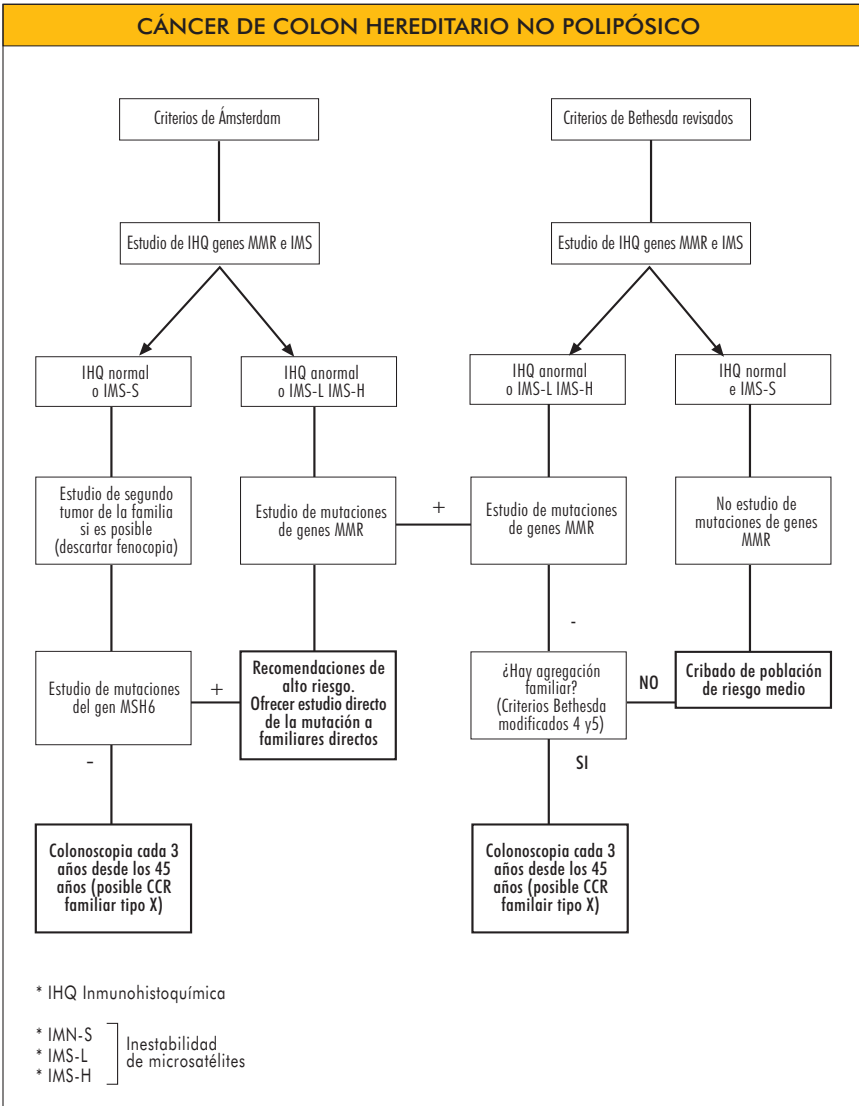 CÁNCER DE COLON HEREDITARIO NO POLIPÓSICO
Criterios de Ámsterdam
Criterios de Bethesda revisados
Estudio de IHQ genes MMR e IMS
Estudio de IHQ genes MMR e IMS
IHQ normal
o IMS-S
IHQ anormal
o IMS-L IMS-H
IHQ anormal
o IMS-L IMS-H
IHQ normal
e IMS-S
Estudio de segundo
tumor de la familia
si es posible
(descartar fenocopia)
Estudio de mutaciones
de genes MMR
+
Estudio de mutaciones
de genes MMR
No estudio de
mutaciones de genes
MMR
-
Estudio de mutaciones
del gen MSH6
+
Recomendaciones de
alto riesgo.
Ofrecer estudio directo
de la mutación a
familiares directos
¿Hay agregación
familiar?
(Criterios Bethesda
modificados 4 y5)
NO
Cribado de población
de riesgo medio
-
SI
Colonoscopia cada 3
años desde los 45
años (posible CCR
familiar tipo X)
Colonoscopia cada 3
años desde los 45
años (posible CCR
familair tipo X)
* IHQ Inmunohistoquímica
* IMN-S
* IMS-L
* IMS-H
Inestabilidad
de microsatélites